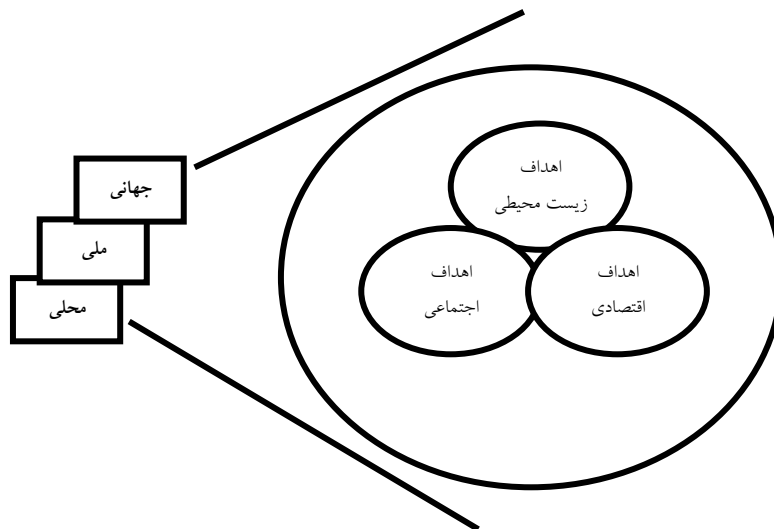 جهانی
ملی
محلی
اهداف
زیست محیطی
اهداف
اقتصادی
اهداف
اجتماعی